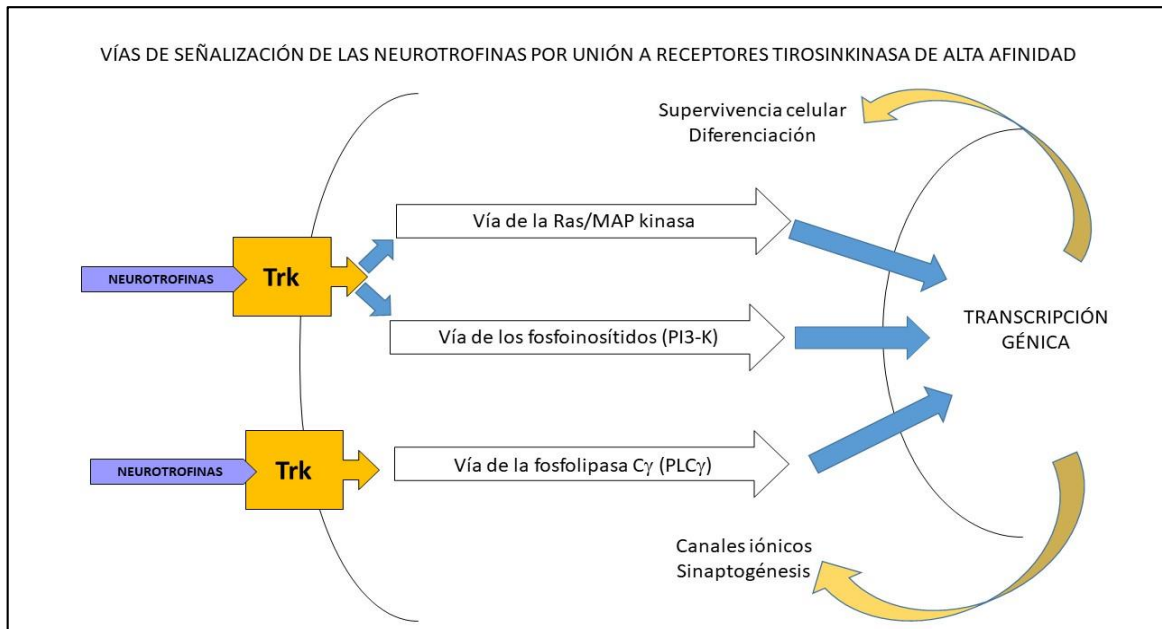 VÍAS DE SEÑALIZACIÓN DE LAS NEUROTROFINAS POR UNIÓN A RECEPTORES TIROSINKINASA DE ALTA AFINIDAD
Supervivencia celular
Diferenciación
Vía de la Ras/MAP kinasa
NEUROTROFINAS
Trk
Vía de los fosfoinosítidos (PI3-K)
TRANSCRIPCIÓN
GÉNICA
NEUROTROFINAS
Trk
Vía de la fosfolipasa Cγ (PLCγ)
Canales iónicos
Sinaptogénesis